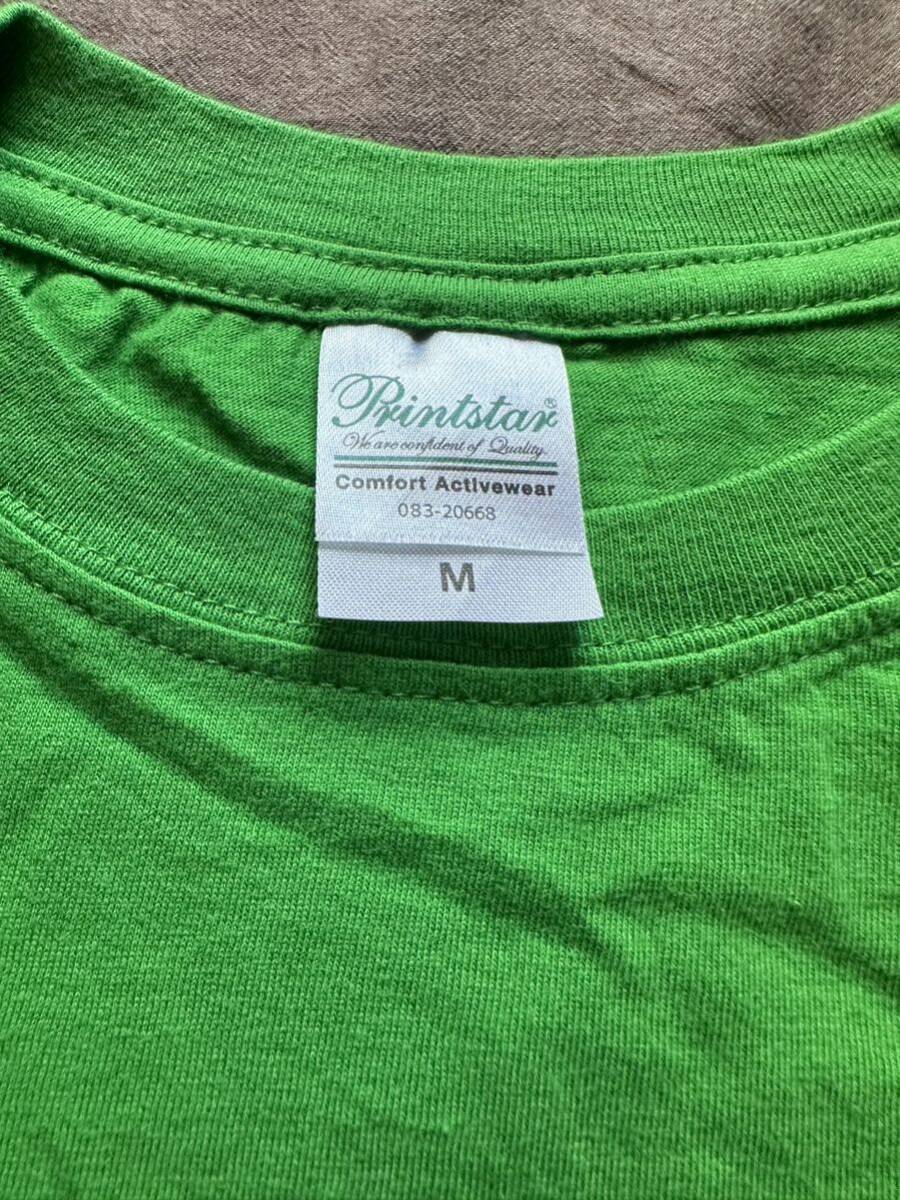 Printstar®
We are confident of Quality.
Comfort Activewear
083-20668
M